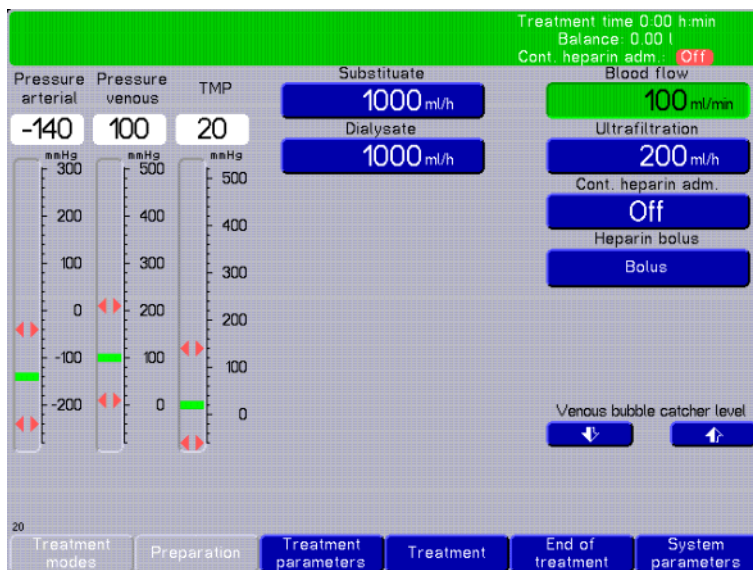 Treatment time 0:00 h:min
Balance: 0.00 l
Cont. heparin adm.: Off
Pressure arterial
Pressure venous
TMP
Substituate
Blood flow
-140
100
20
1000 ml/h
100 ml/min
Dialysate
Ultrafiltration
1000 ml/h
200 ml/h
Cont. heparin adm.
Off
Heparin bolus
Bolus
mmHg
300
200
100
0
-100
-200
mmHg
500
400
300
200
100
0
mmHg
500
400
300
200
100
0
Venous bubble catcher level
20
Treatment modes
Preparation
Treatment parameters
Treatment
End of treatment
System parameters